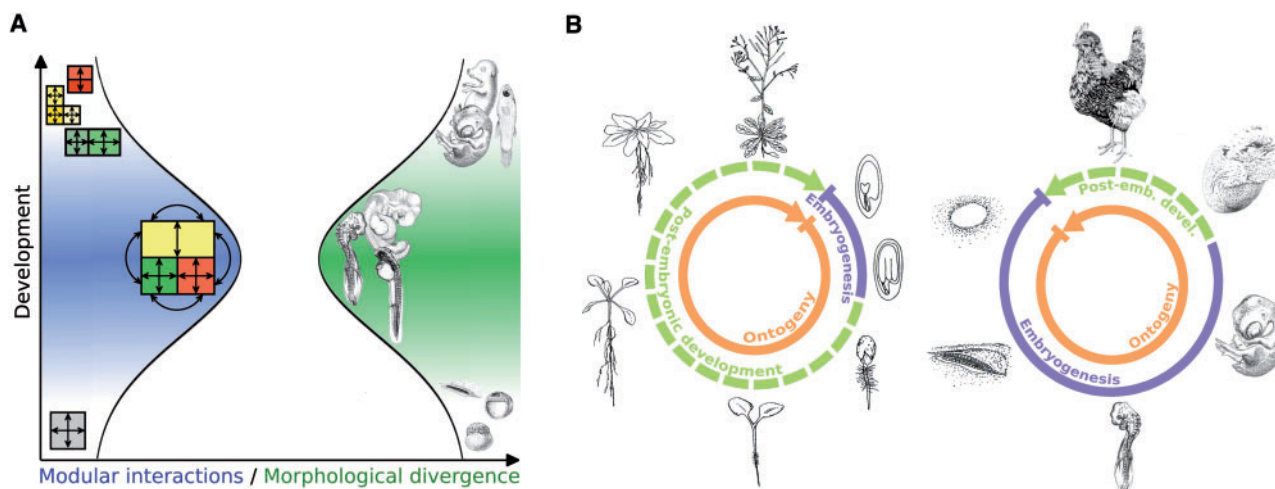 A
Development
Modular interactions / Morphological divergence
B
Post-embryonic development
Embryogenesis
Ontogeny
Post-emb. devel.
Embryogenesis
Ontogeny